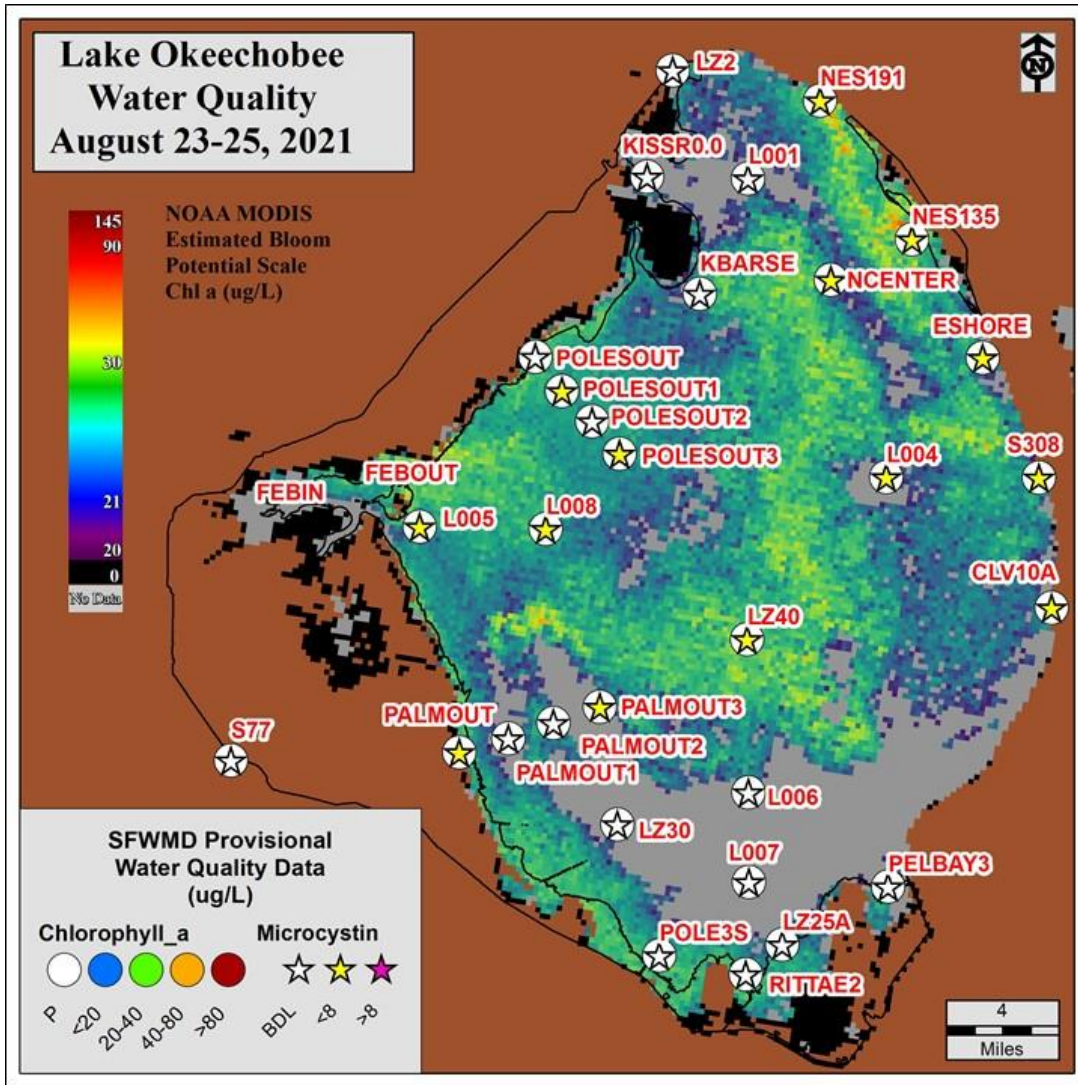 Lake Okeechobee
Water Quality
August 23-25, 2021
N
NOAA MODIS
Estimated Bloom
Potential Scale
Chl a (ug/L)
145
90
30
21
20
0
No Data
LZ2
NES191
KISSR0.0
L001
NES135
KBARSE
NCENTER
ESHORE
POLESOUT
POLESOUT1
POLESOUT2
POLESOUT3
L004
S308
FEBIN
FEBOUT
L005
L008
CLV10A
LZ40
PALMOUT
PALMOUT3
PALMOUT2
PALMOUT1
S77
L006
LZ30
L007
PELBAY3
POLE3S
LZ25A
RITTAE2
SFWMD Provisional
Water Quality Data
(ug/L)
Chlorophyll_a Microcystin
P <20 20-40 40-80 >80 BDL <8 >8
4
Miles